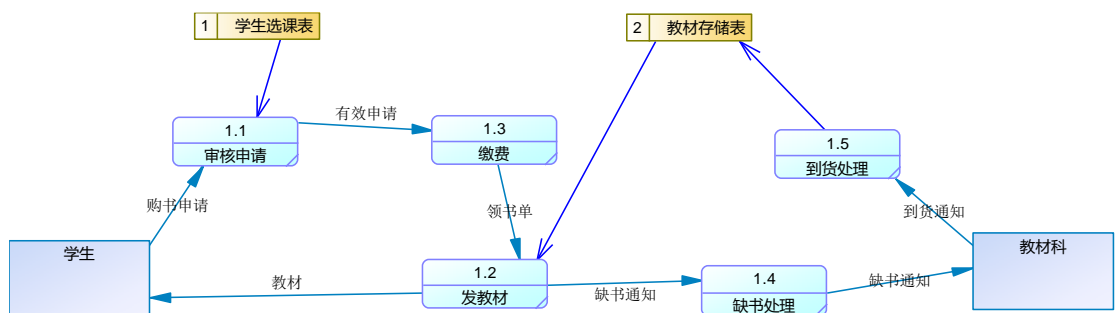 1 学生选课表
2 教材存储表
有效申请
1.1
审核申请
1.3
缴费
1.5
到货处理
购书申请
领书单
到货通知
学生
教材科
1.2
发教材
教材
缺书通知
1.4
缺书处理
缺书通知